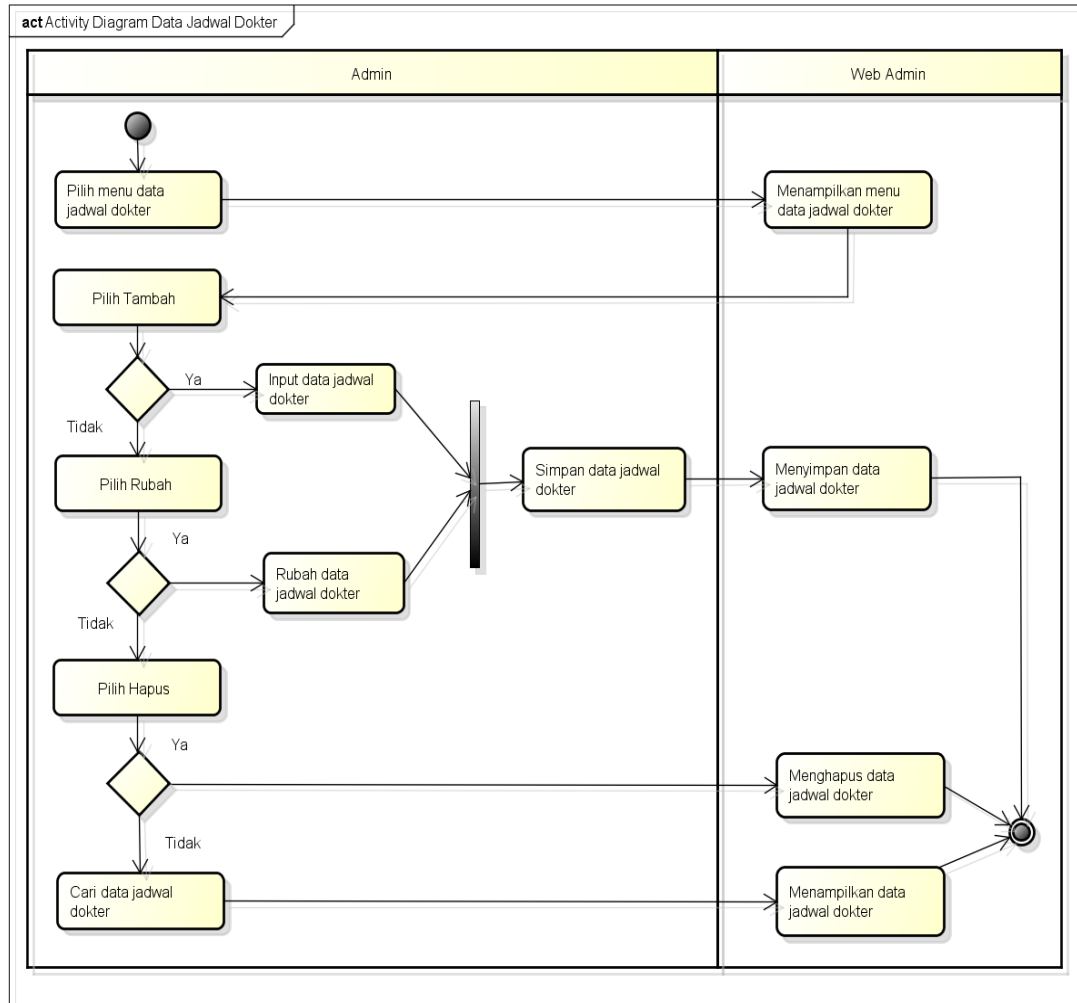 act Activity Diagram Data Jadwal Dokter
Admin
Web Admin
Pilih menu data
jadwal dokter
Menampilkan menu
data jadwal dokter
Pilih Tambah
Ya
Input data jadwal
dokter
Tidak
Pilih Rubah
Simpan data jadwal
dokter
Menyimpan data
jadwal dokter
Ya
Rubah data
jadwal dokter
Tidak
Pilih Hapus
Ya
Menghapus data
jadwal dokter
Tidak
Cari data jadwal
dokter
Menampilkan data
jadwal dokter